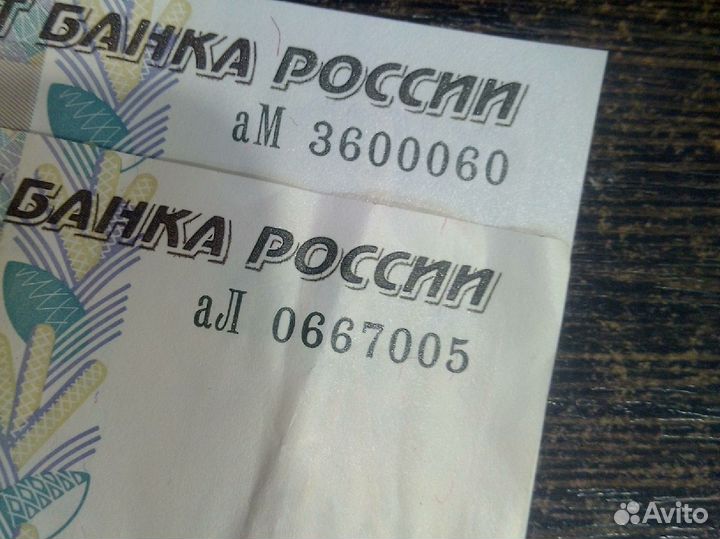 Т БАНКА РОССИИ
аМ 3600060
БАНКА РОССИИ
аЛ 0667005
Avito